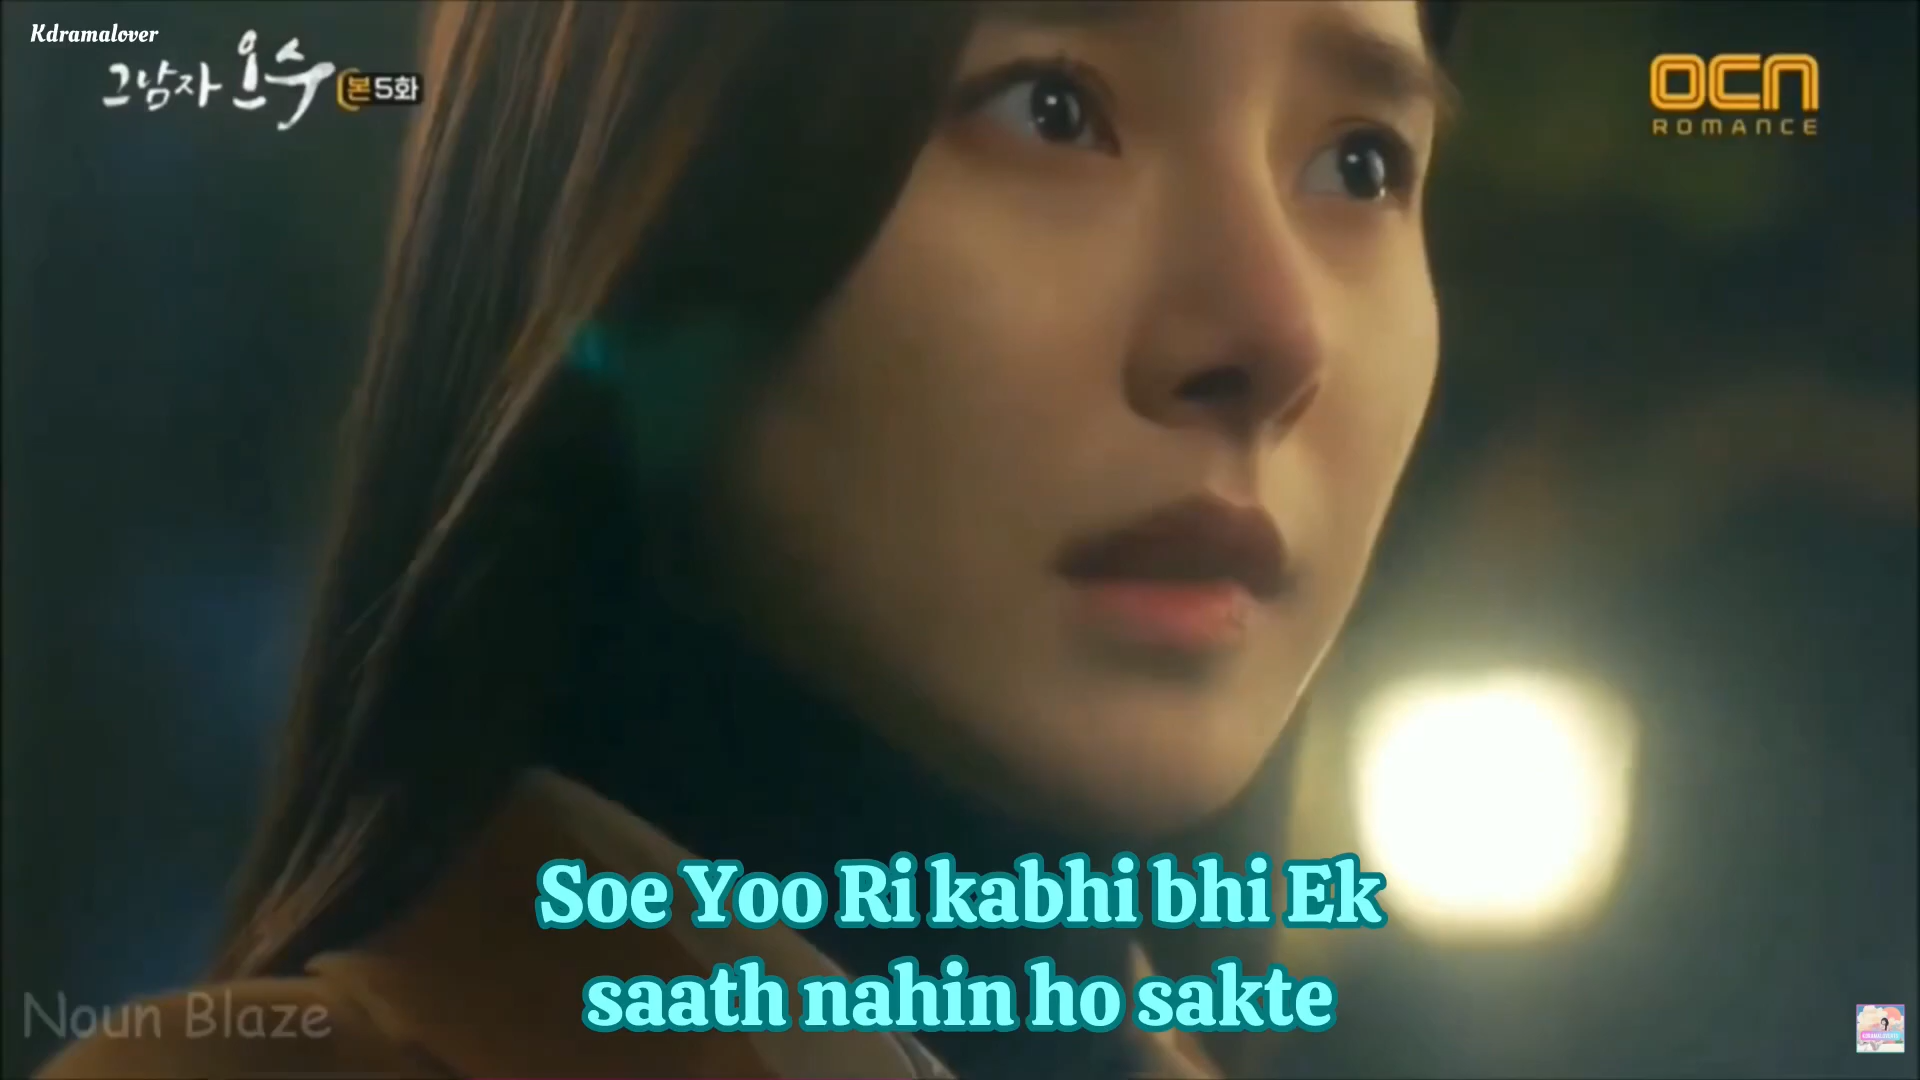 Kdramalover
그남자 오수 본 5화
OCN
ROMANCE
Soe Yoo Ri kabhi bhi Ek
saath nahin ho sakte
Noun Blaze